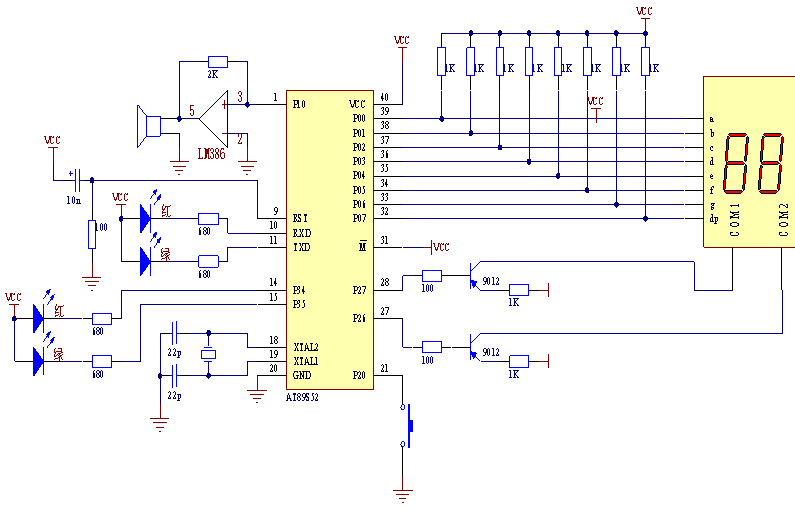 VCC
VCC
2K
1K 1K 1K 1K 1K 1K 1K 1K
VCC
5 3
2
LM386
1 P10
VCC 40
P00 39
P01 38
P02 37
P03 36
P04 35
P05 34
P06 33
P07 32
a
b
c
d
e
f
g
dp
88
COM1
COM2
VCC
+
10n
100
VCC
红
680
绿
680
9 RST
10 RXD
11 TXD
31
VCC
VCC
红
680
绿
680
14 P34
15 P35
P27 28
100
9012
1K
P26 27
100
9012
1K
22p
22p
18 XTAL2
19 XTAL1
20 GND
P20 21
AT89S52